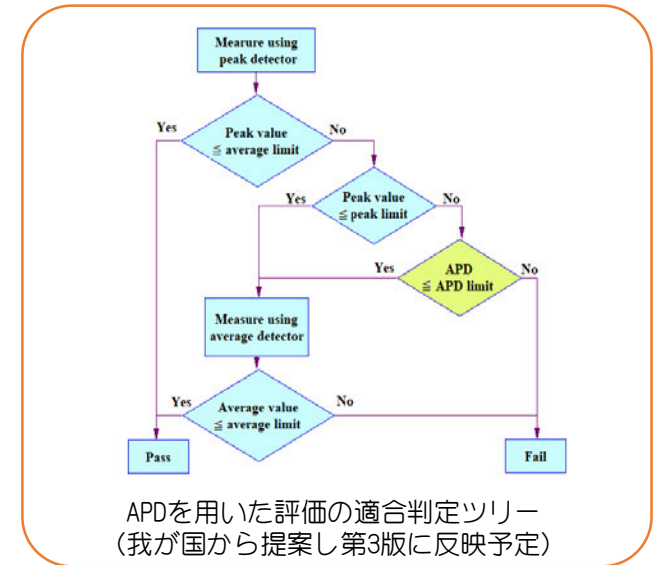 Mearure using
peak detector
Yes
No
Peak value
≦ average limit
Yes
No
Peak value
≦ peak limit
Yes
No
APD
≦ APD limit
Measure using
average detector
Yes
No
Average value
≦ average limit
Pass
Fail
APDを用いた評価の適合判定ツリー
（我が国から提案し第3版に反映予定）